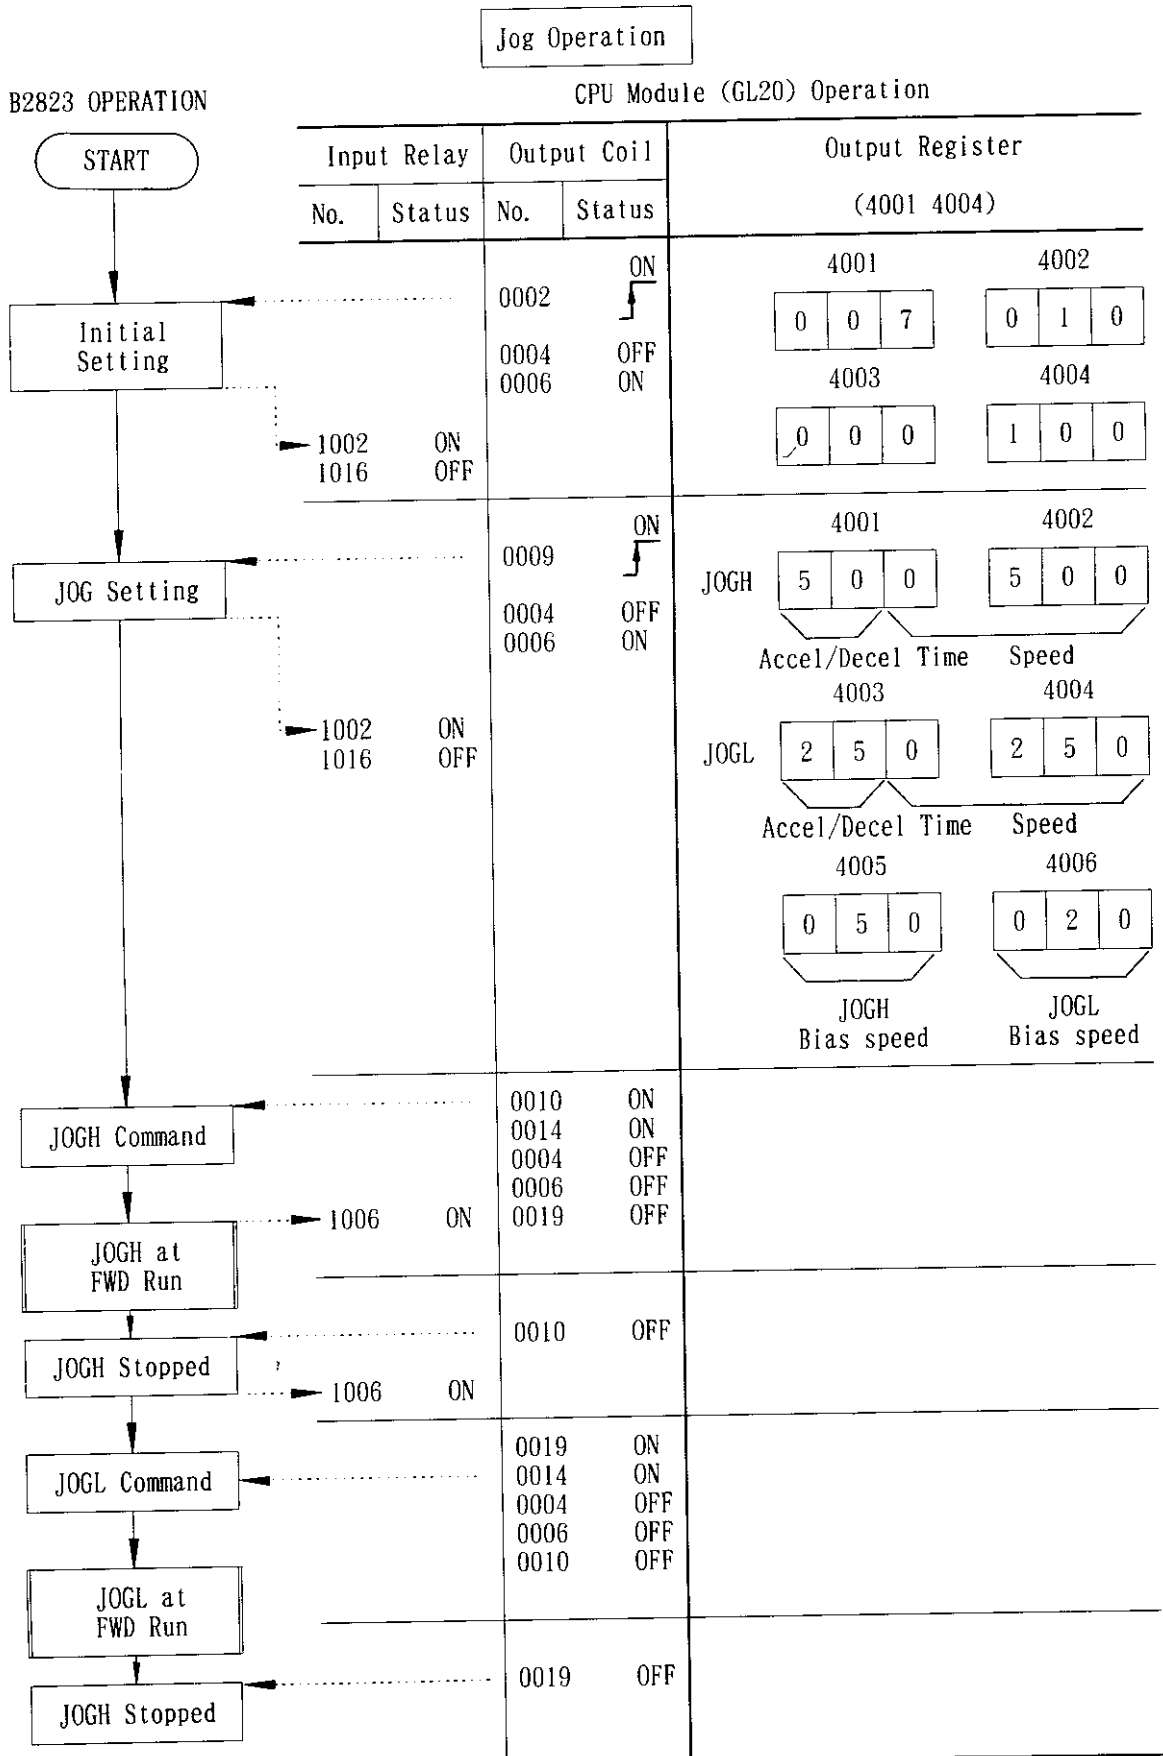 Jog Operation
B2823 OPERATION
CPU Module (GL20) Operation
START
Input Relay
Output Coil
Output Register
(4001 4004)
No.
Status
No.
Status
Initial
Setting
0002 ON
0004 OFF
0006 ON
1002 ON
1016 OFF
4001 4002
0 0 7 0 1 0
4003 4004
0 0 0 1 0 0
JOG Setting
0009 ON
0004 OFF
0006 ON
1002 ON
1016 OFF
4001 4002
JOGH 5 0 0 5 0 0
Accel/Decel Time Speed
4003 4004
JOGL 2 5 0 2 5 0
Accel/Decel Time Speed
4005 4006
0 5 0 0 2 0
JOGH JOGL
Bias speed Bias speed
JOGH Command
0010 ON
0014 ON
0004 OFF
0006 OFF
1006 ON 0019 OFF
JOGH at
FWD Run
0010 OFF
JOGH Stopped
1006 ON
0019 ON
JOGL Command
0014 ON
0004 OFF
0006 OFF
0010 OFF
JOGL at
FWD Run
0019 OFF
JOGH Stopped